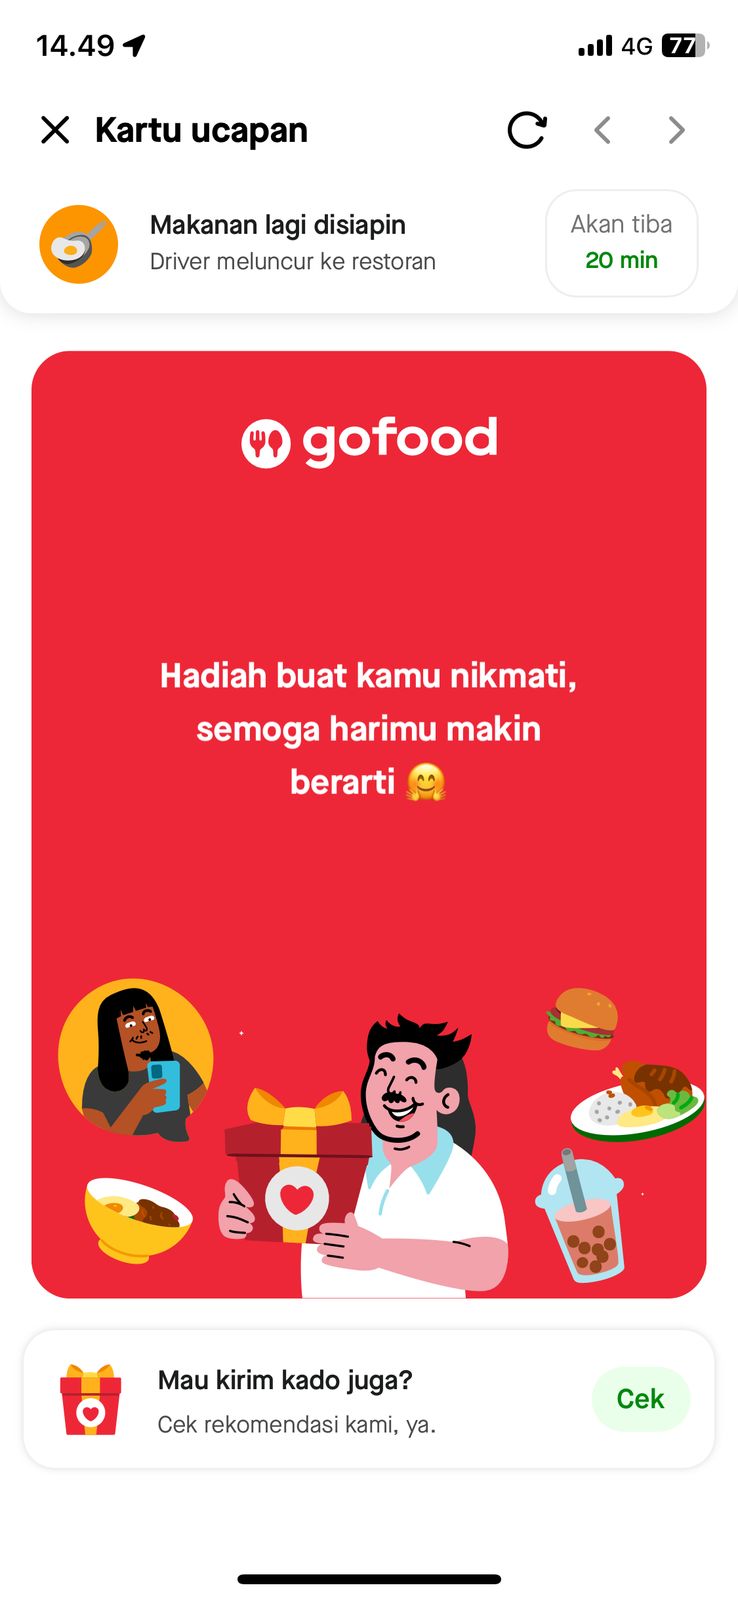 14.49
4G
77
Kartu ucapan
Makanan lagi disiapin
Driver meluncur ke restoran
Akan tiba
20 min
gofood
Hadiah buat kamu nikmati,
semoga harimu makin
berarti 🤗
Mau kirim kado juga?
Cek rekomendasi kami, ya.
Cek